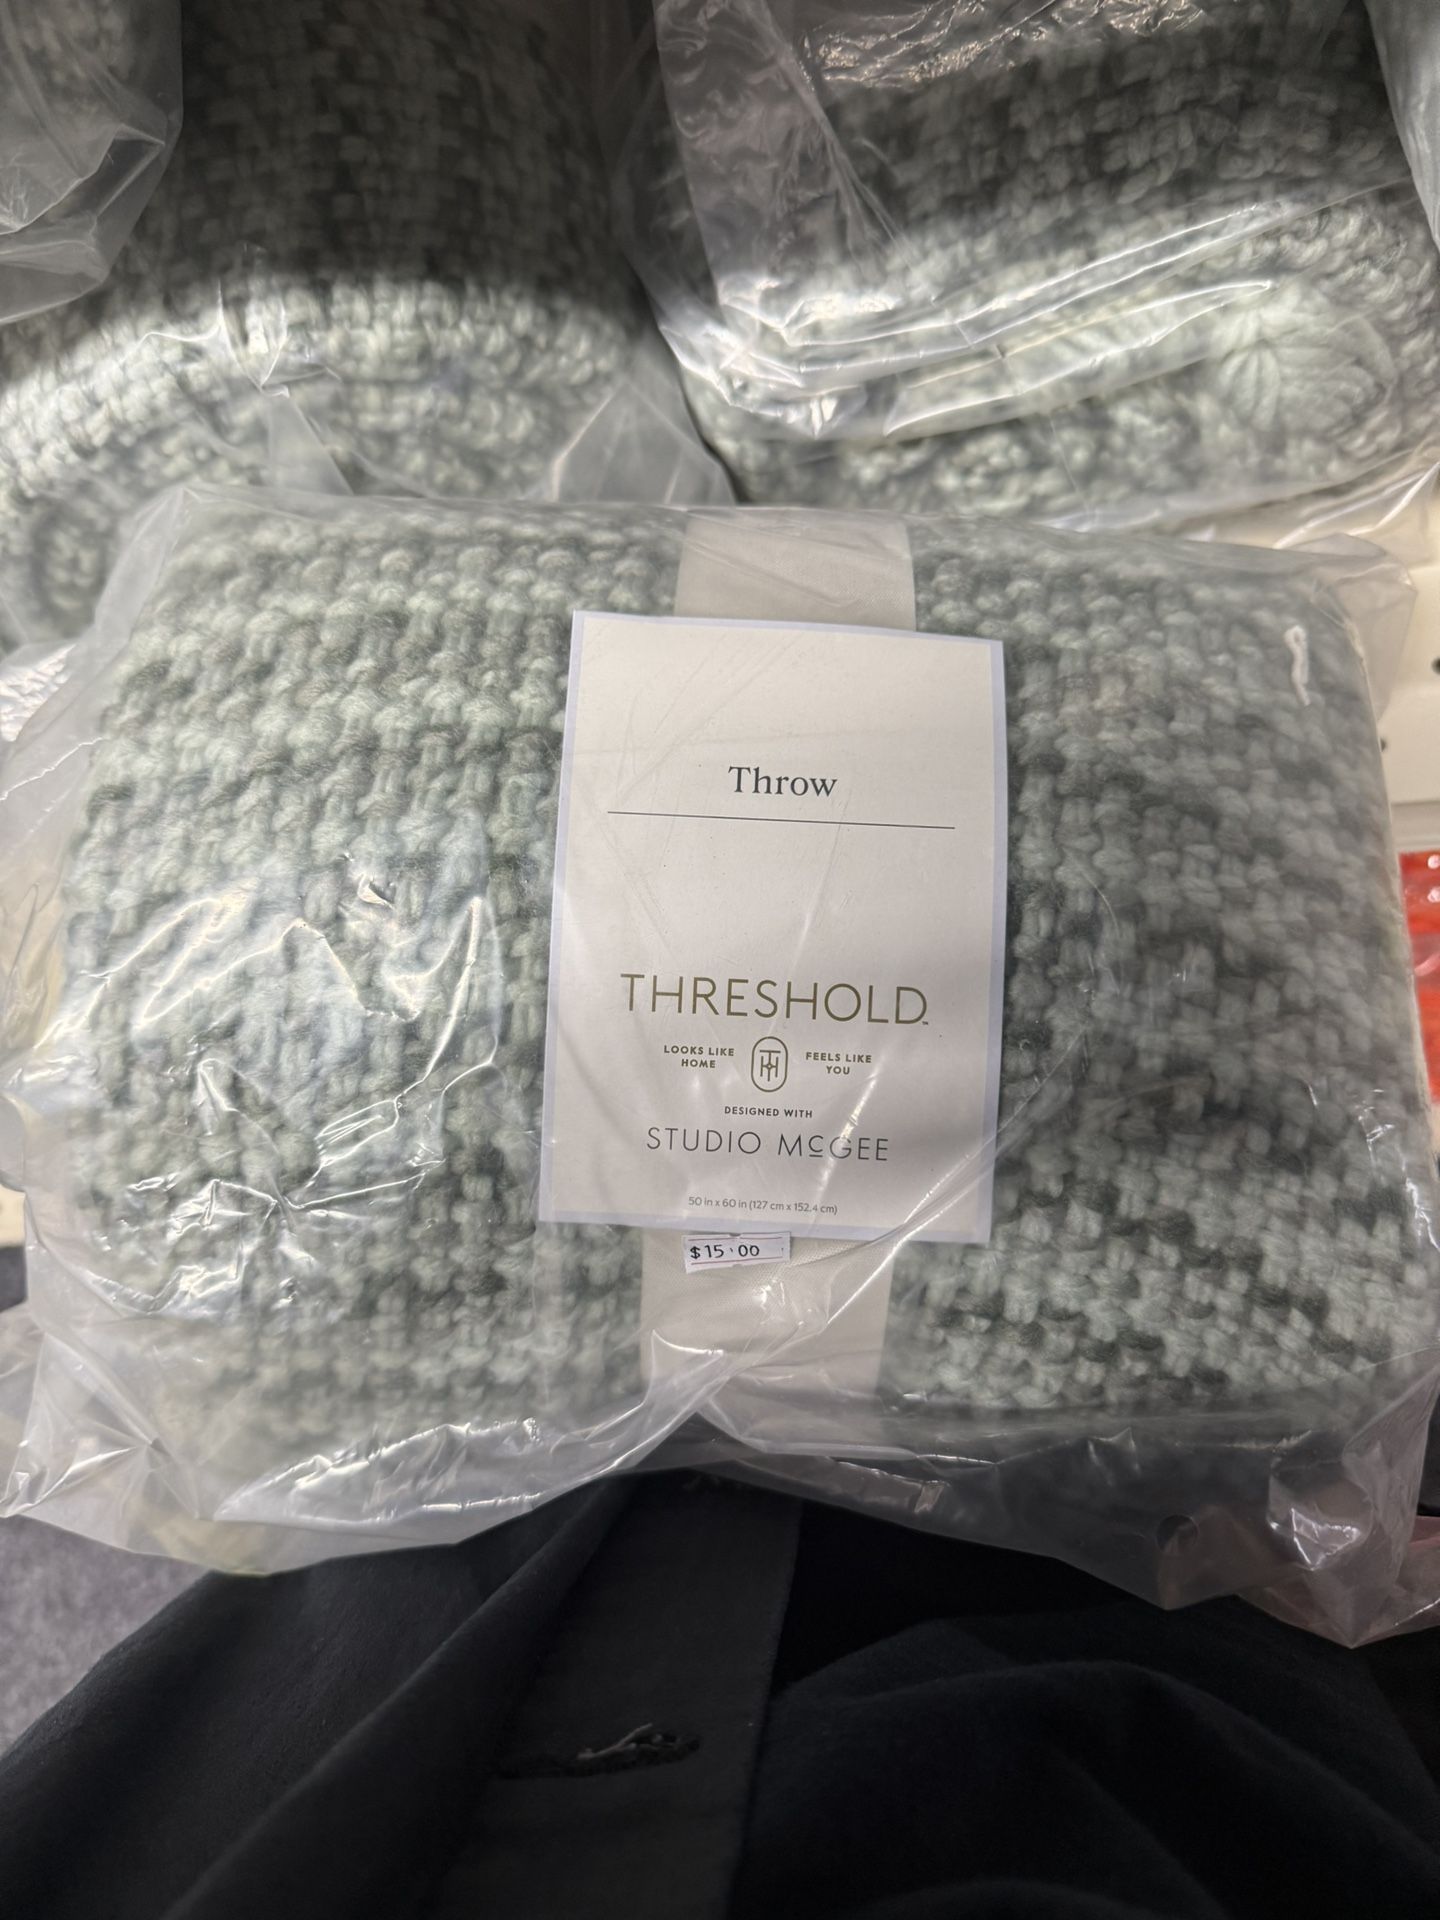 Throw
THRESHOLD™
LOOKS LIKE HOME
FEELS LIKE YOU
DESIGNED WITH
STUDIO McGEE
50 in x 60 in (127 cm x 152.4 cm)
$15.00